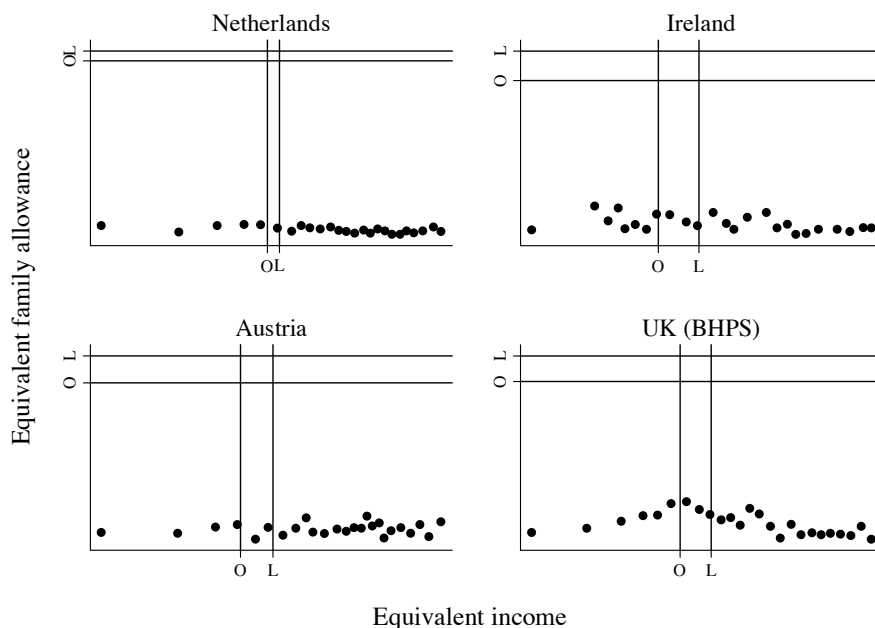 Netherlands
Ireland
OL
L
O
OL
O L
Austria
UK (BHPS)
L
O
L
O
O L
O L
Equivalent family allowance
Equivalent income